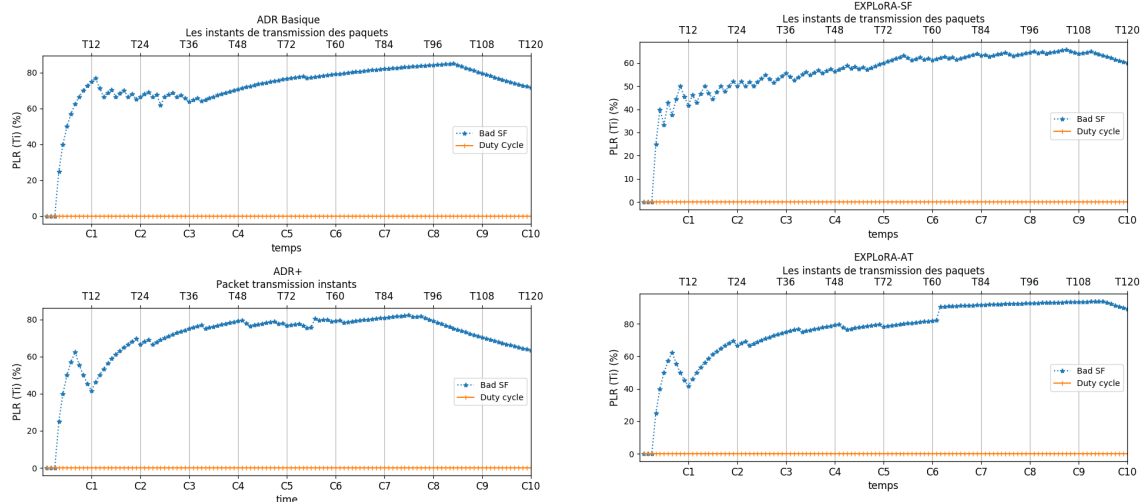 ADR Basique
Les instants de transmission des paquets
T12 T24 T36 T48 T72 T60 T84 T96 T108 T120
PLR (Ti) (%)
80
60
40
20
0
Bad SF
Duty Cycle
C1 C2 C3 C4 C5 C6 C7 C8 C9 C10
temps
EXPLoRA-SF
Les instants de transmission des paquets
T12 T24 T36 T48 T72 T60 T84 T96 T108 T120
PLR (Ti) (%)
60
50
40
30
20
10
0
Bad SF
Duty Cycle
C1 C2 C3 C4 C5 C6 C7 C8 C9 C10
temps
ADR+
Packet transmission instants
T12 T24 T36 T48 T72 T60 T84 T96 T108 T120
PLR (Ti) (%)
80
60
40
20
0
Bad SF
Duty cycle
C1 C2 C3 C4 C5 C6 C7 C8 C9 C10
time
EXPLoRA-AT
Les instants de transmission des paquets
T12 T24 T36 T48 T72 T60 T84 T96 T108 T120
PLR (Ti) (%)
80
60
40
20
0
Bad SF
Duty Cycle
C1 C2 C3 C4 C5 C6 C7 C8 C9 C10
temps